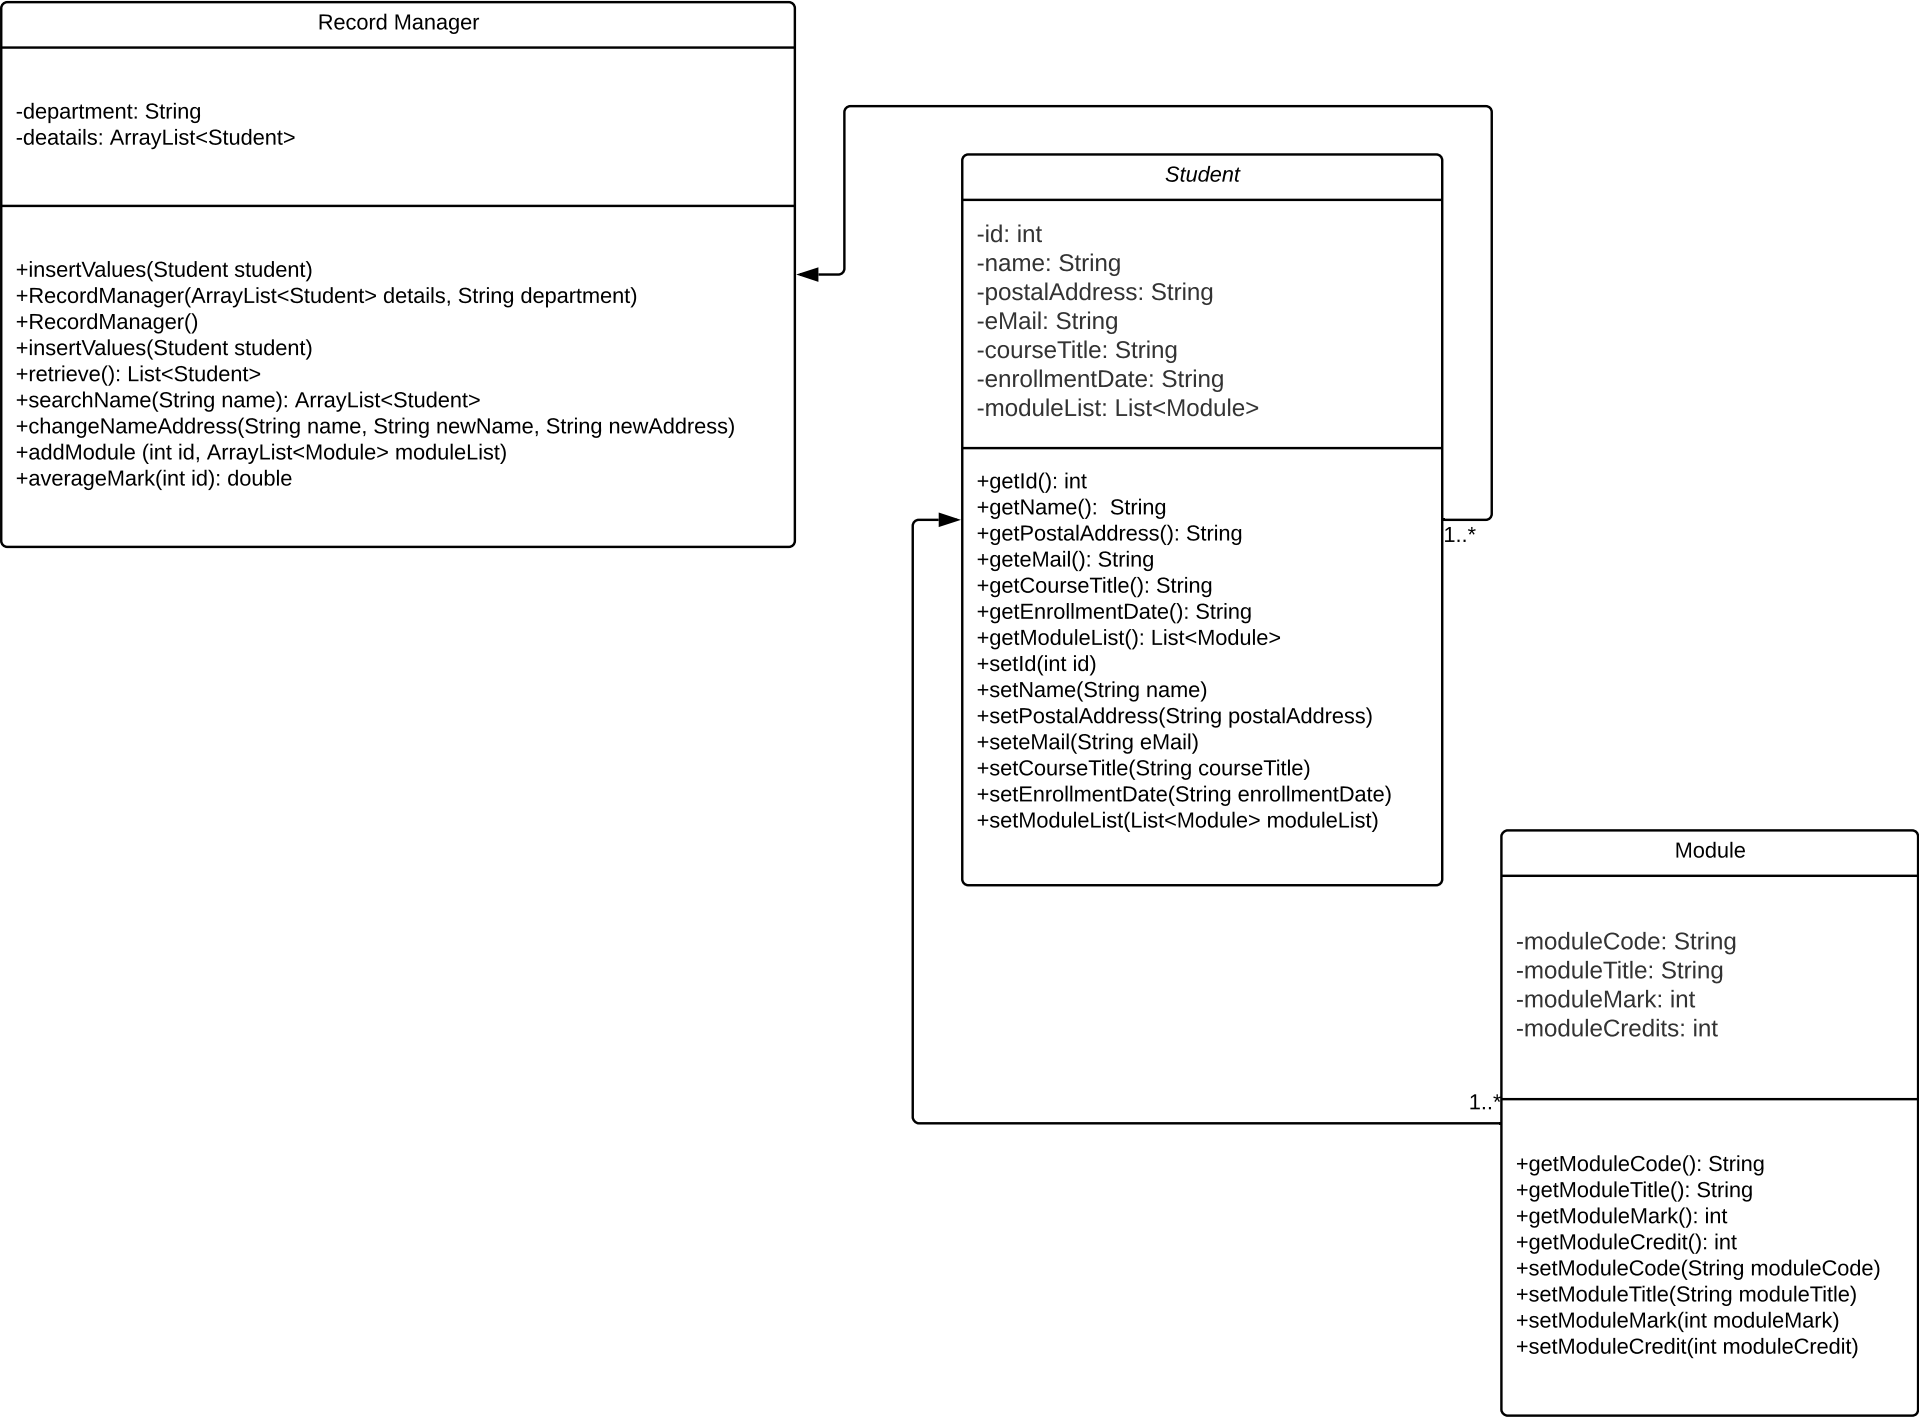 Record Manager
-department: String
-deatails: ArrayList<Student>
+insertValues(Student student)
+RecordManager(ArrayList<Student> details, String department)
+RecordManager()
+insertValues(Student student)
+retrieve(): List<Student>
+searchName(String name): ArrayList<Student>
+changeNameAddress(String name, String newName, String newAddress)
+addModule (int id, ArrayList<Module> moduleList)
+averageMark(int id): double
Student
-id: int
-name: String
-postalAddress: String
-eMail: String
-courseTitle: String
-enrollmentDate: String
-moduleList: List<Module>
+getId(): int
+getName():  String
+getPostalAddress(): String
+geteMail(): String
+getCourseTitle(): String
+getEnrollmentDate(): String
+getModuleList(): List<Module>
+setId(int id)
+setName(String name)
+setPostalAddress(String postalAddress)
+seteMail(String eMail)
+setCourseTitle(String courseTitle)
+setEnrollmentDate(String enrollmentDate)
+setModuleList(List<Module> moduleList)
1..*
Module
-moduleCode: String
-moduleTitle: String
-moduleMark: int
-moduleCredits: int
1..*
+getModuleCode(): String
+getModuleTitle(): String
+getModuleMark(): int
+getModuleCredit(): int
+setModuleCode(String moduleCode)
+setModuleTitle(String moduleTitle)
+setModuleMark(int moduleMark)
+setModuleCredit(int moduleCredit)